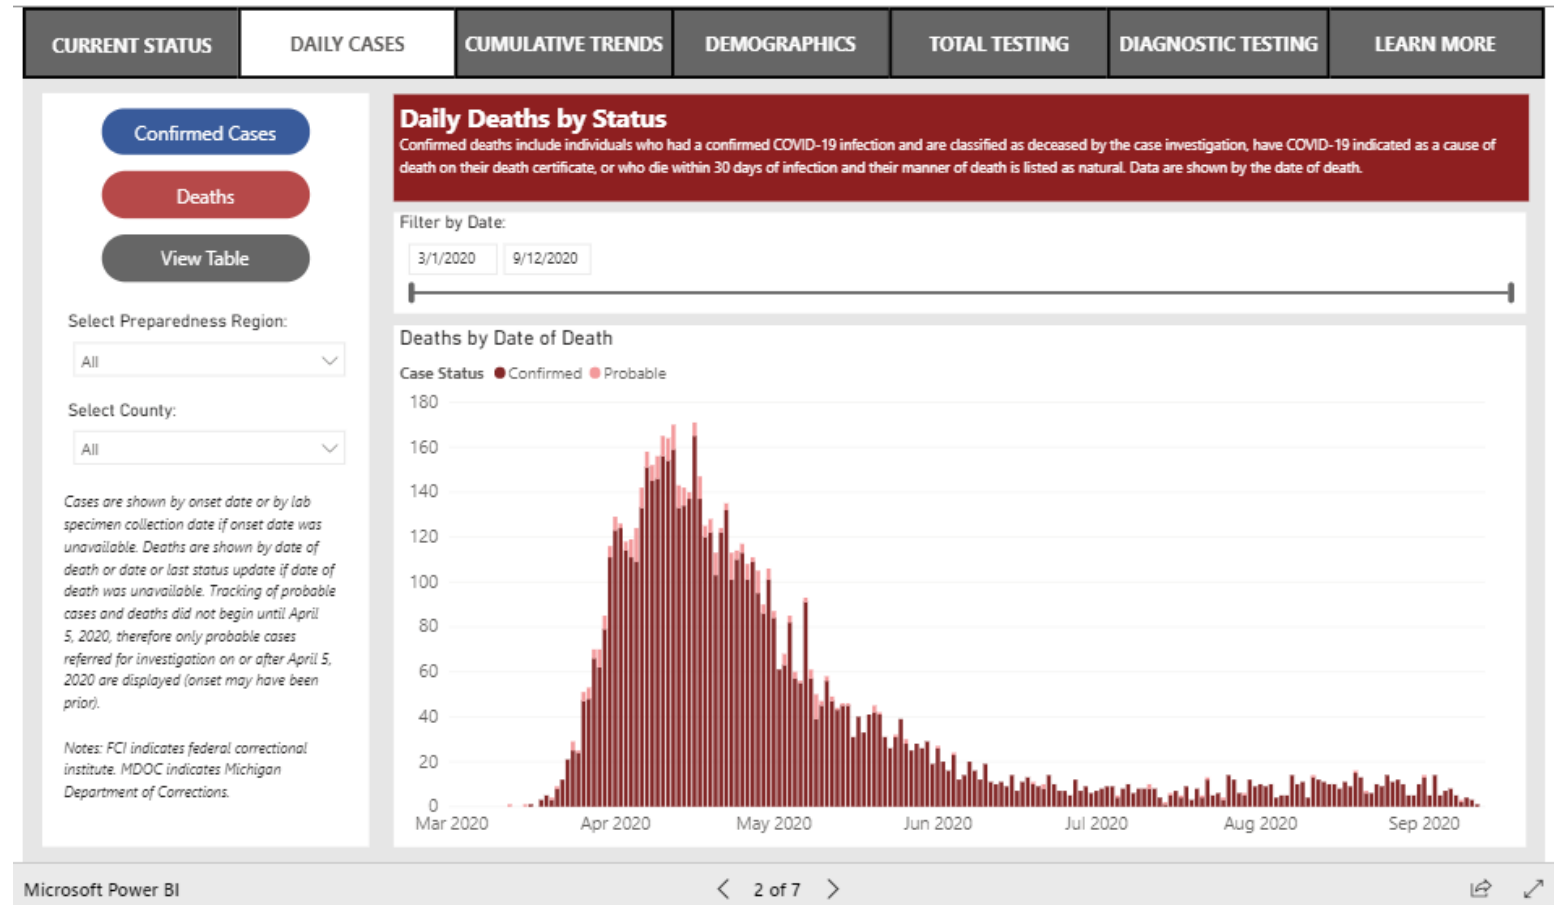 CURRENT STATUS
DAILY CASES
CUMULATIVE TRENDS
DEMOGRAPHICS
TOTAL TESTING
DIAGNOSTIC TESTING
LEARN MORE
Confirmed Cases
Deaths
View Table
Select Preparedness Region:
All
Select County:
All
Cases are shown by onset date or by lab
specimen collection date if onset date was
unavailable. Deaths are shown by date of
death or date or last status update if date of
death was unavailable. Tracking of probable
cases and deaths did not begin until April
5, 2020, therefore only probable cases
referred for investigation on or after April 5,
2020 are displayed (onset may have been
prior).
Notes: FCI indicates federal correctional
institute. MDOC indicates Michigan
Department of Corrections.
Daily Deaths by Status
Confirmed deaths include individuals who had a confirmed COVID-19 infection and are classified as deceased by the case investigation, have COVID-19 indicated as a cause of
death on their death certificate, or who die within 30 days of infection and their manner of death is listed as natural. Data are shown by the date of death.
Filter by Date:
3/1/2020
9/12/2020
Deaths by Date of Death
Case Status Confirmed Probable
180
160
140
120
100
80
60
40
20
0
Mar 2020
Apr 2020
May 2020
Jun 2020
Jul 2020
Aug 2020
Sep 2020
Microsoft Power BI
2 of 7